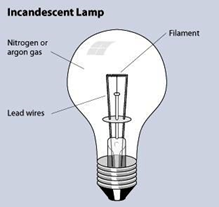 Incandescent Lamp
Filament
Nitrogen or
argon gas
Lead wires